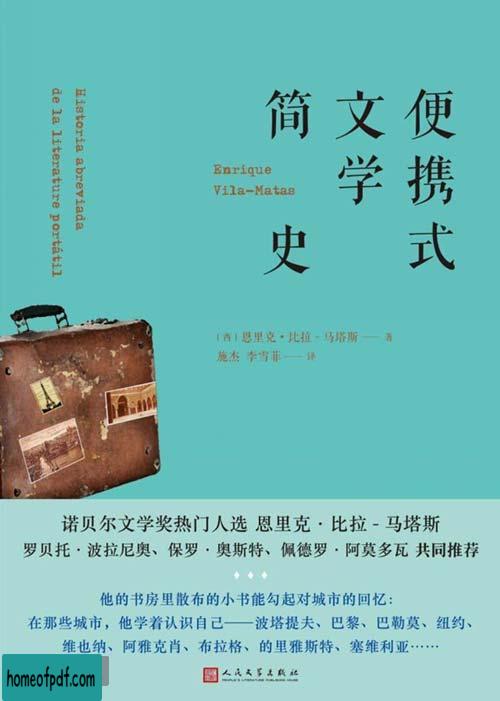 便携式
文学
简史
Enrique
Vila-Matas
Historia abreviada
de la literature portátil
［西］恩里克·比拉-马塔斯——著
施杰 李雪菲——译
诺贝尔文学奖热门人选 恩里克·比拉-马塔斯
罗贝托·波拉尼奥、保罗·奥斯特、佩德罗·阿莫多瓦 共同推荐
他的书房里散布的小书能勾起对城市的回忆：
在那些城市，他学着认识自己——波塔提夫、巴黎、巴勒莫、纽约、
维也纳、阿雅克肖、布拉格、的里雅斯特、塞维利亚……
人民文学出版社
PEOPLE'S LITERATURE PUBLISHING HOUSE
homeofpdf.com